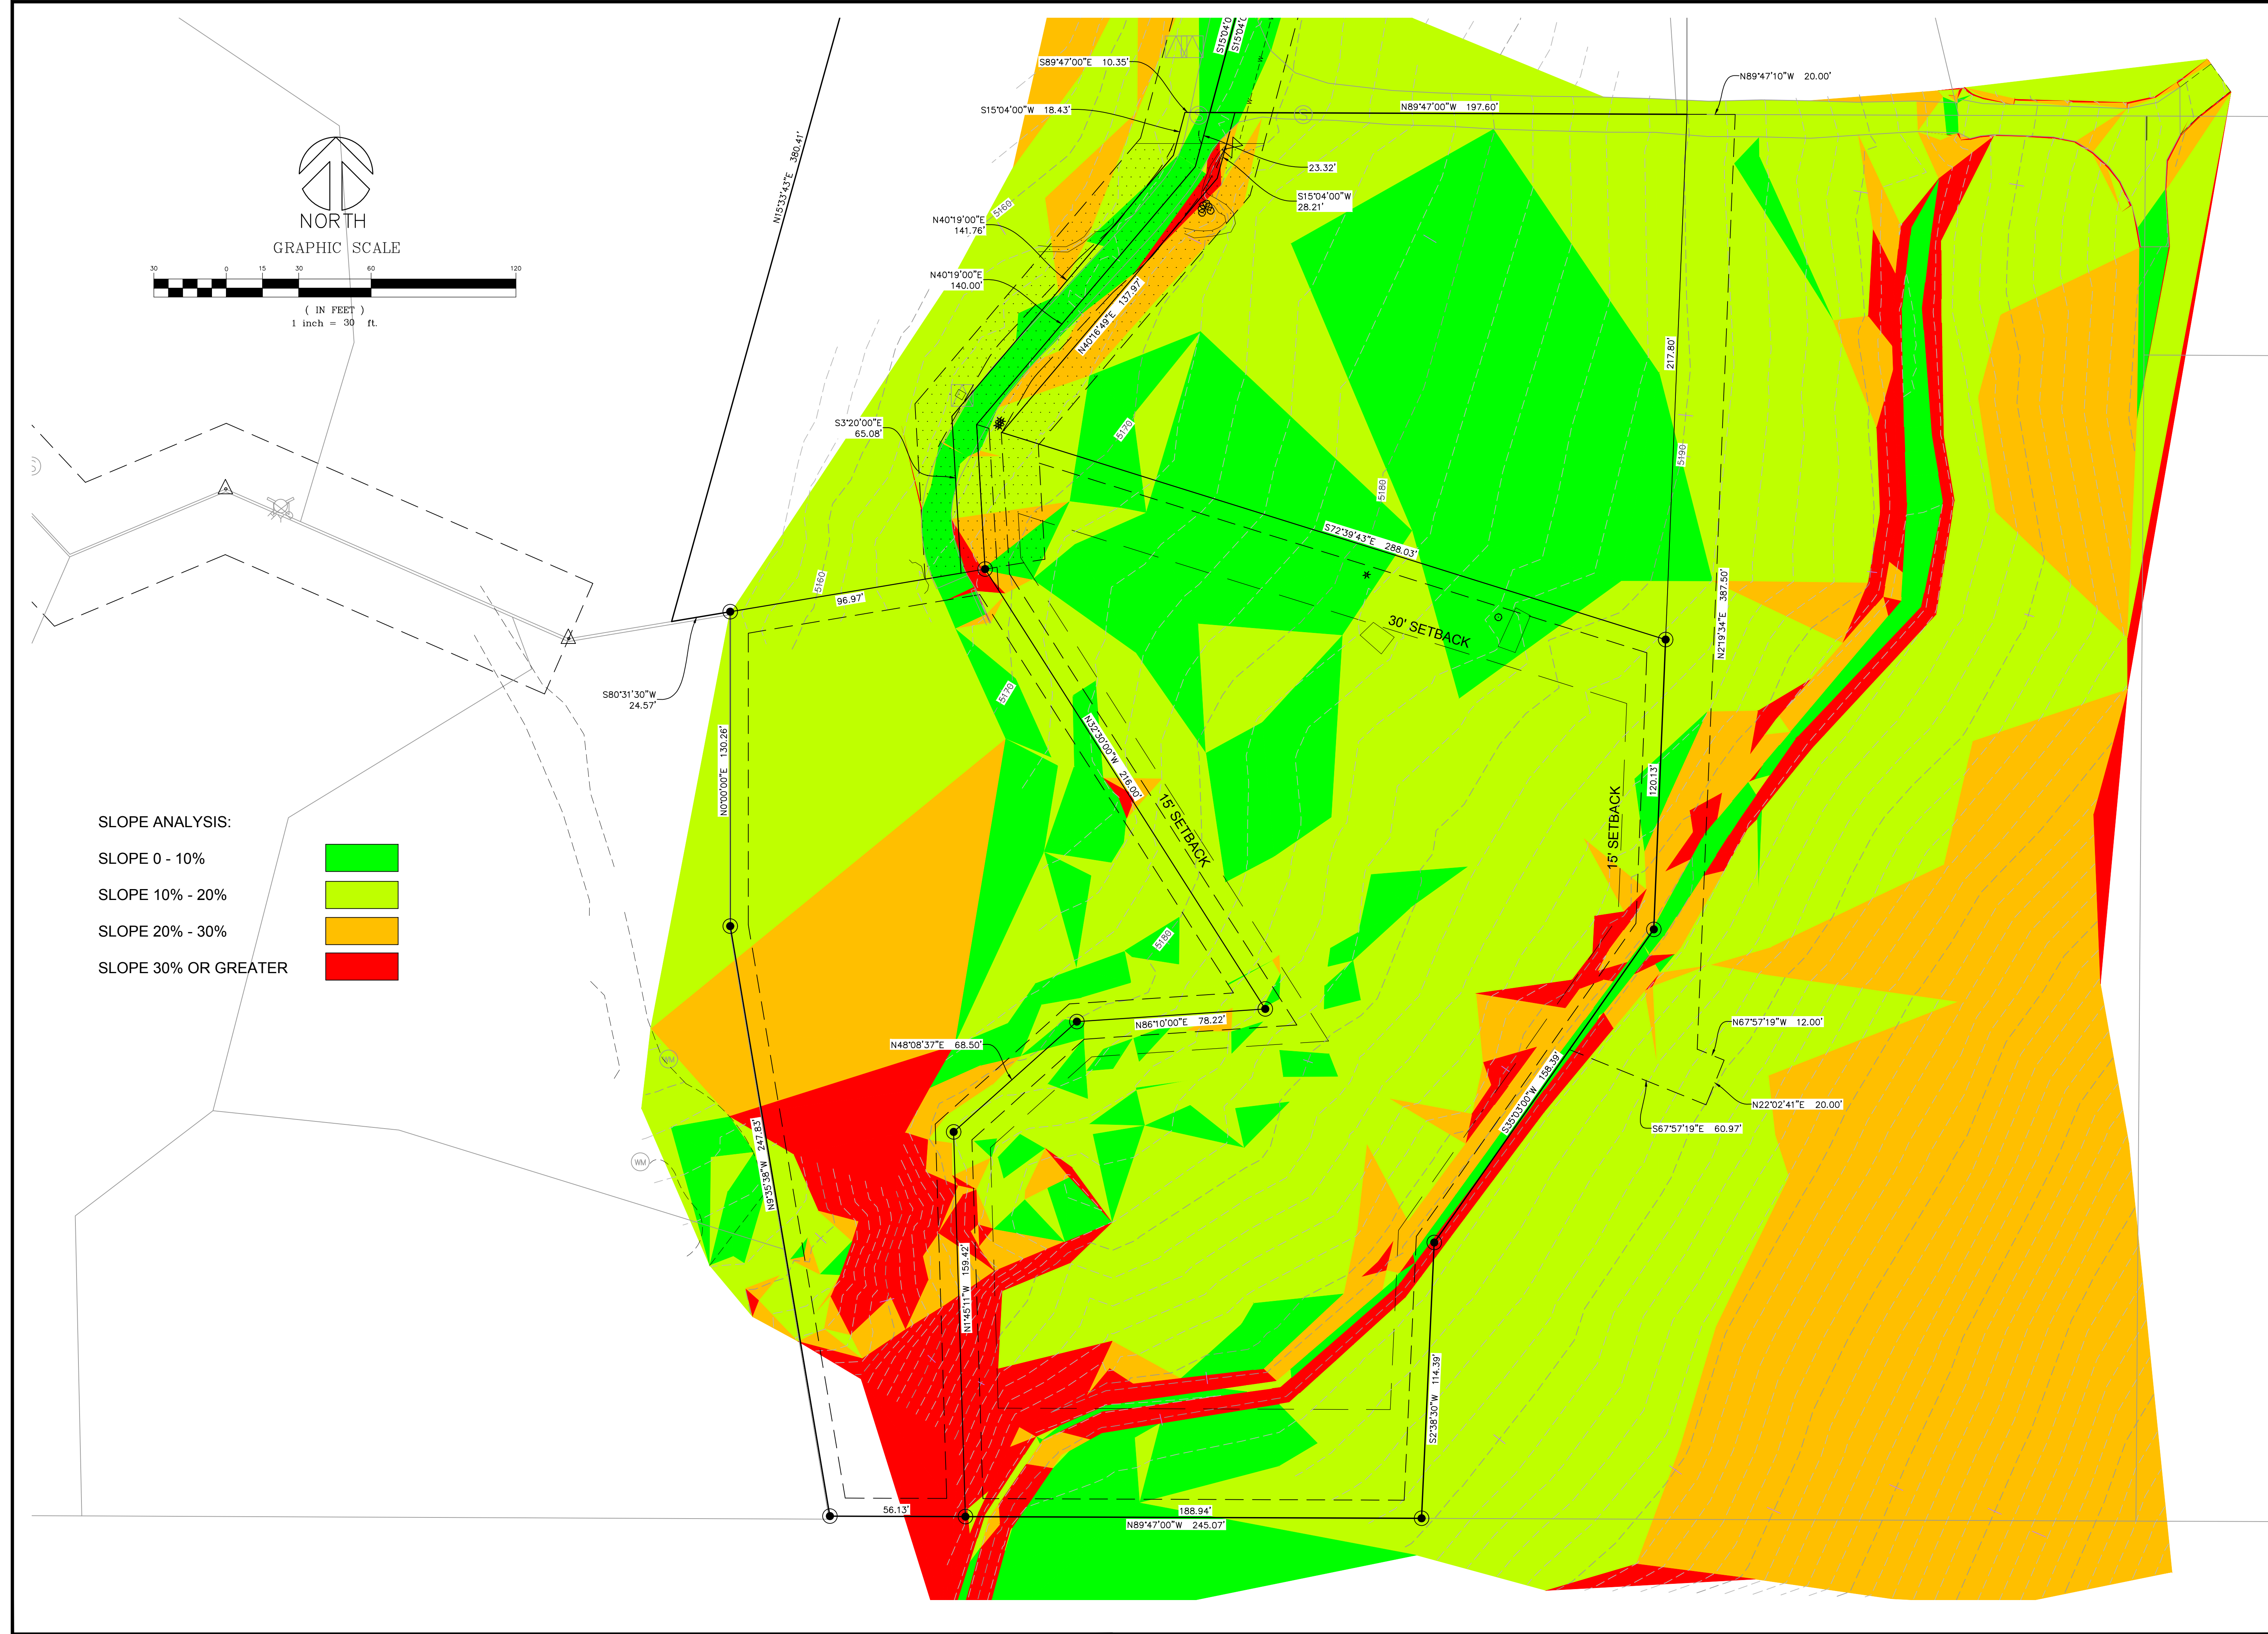 S15°04'0
S15°04'0
S89°47'00"E 10.35'
N89°47'10"W 20.00'
S15°04'00"W 18.43'
N89°47'00"W 197.60'
N15°33'43"E 380.41'
23.32'
S15°04'00"W
28.21'
NORTH
GRAPHIC SCALE
30 0 15 30 60 120
( IN FEET )
1 inch = 30 ft.
5160
N40°19'00"E
141.76'
N40°19'00"E
140.00'
N40°16'49"E 137.97'
217.80'
S3°20'00"E
65.08'
5170
5190
5180
S72°39'43"E 288.03'
5160
96.97'
N2°19'34"E 387.50'
30' SETBACK
S80°31'30"W
24.57'
5170
N0°00'00"E 130.26'
N32°30'00"W 216.00'
15' SETBACK
15' SETBACK
120.13'
SLOPE ANALYSIS:
SLOPE 0 - 10%
SLOPE 10% - 20%
SLOPE 20% - 30%
SLOPE 30% OR GREATER
5180
N86°10'00"E 78.22'
N67°57'19"W 12.00'
N48°08'37"E 68.50'
WM
S35°03'00"W 158.39'
N22°02'41"E 20.00'
S67°57'19"E 60.97'
N9°35'38"W 247.83'
WM
N1°45'11"W 159.42'
S2°38'30"W 114.39'
56.13'
188.94'
N89°47'00"W 245.07'
S
S